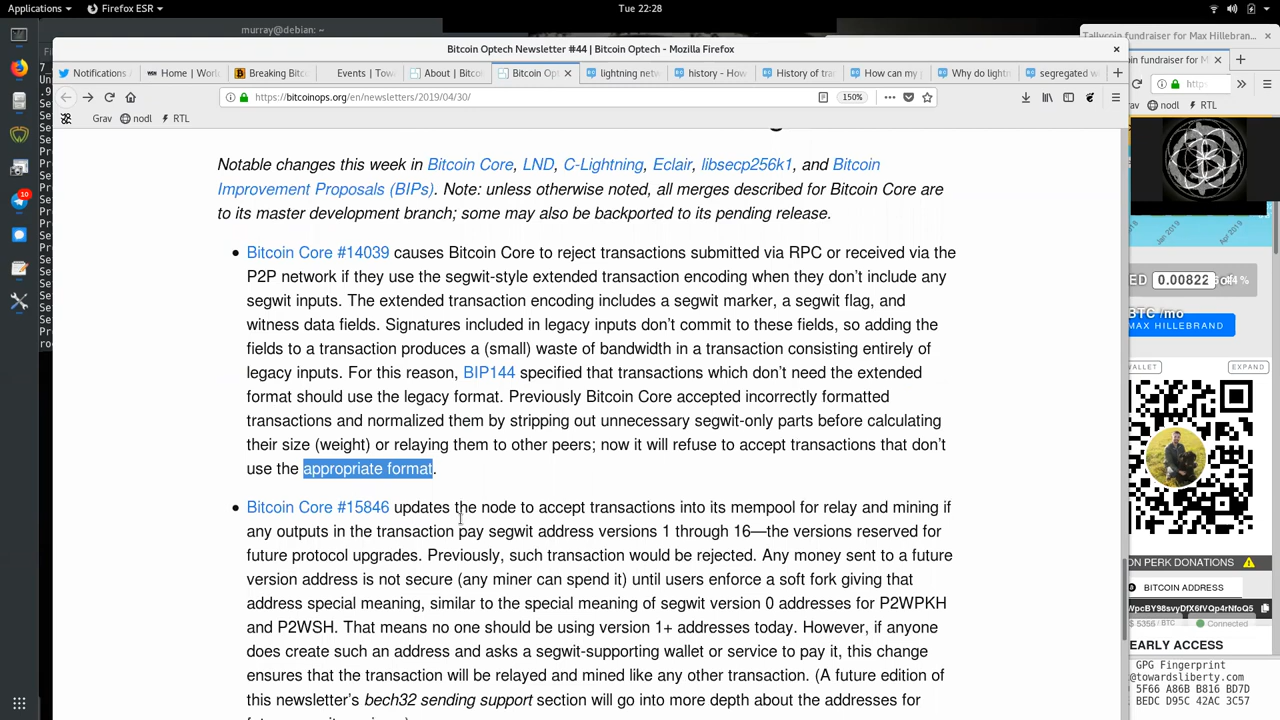 Applications
Firefox ESR
Tue 22:28
murray@debian: ~
Tallycoin fundraiser for Max Hillebran...
Bitcoin Optech Newsletter #44 | Bitcoin Optech - Mozilla Firefox
Notifications
Home | Worl
Breaking Bitc
Events | Tow
About | Bitco
Bitcoin Op
lightning netw
history - How
History of tra
How can my
Why do lightn
segregated w
oin fundraiser for M
https://bitcoinops.org/en/newsletters/2019/04/30/
150%
https:
Grav
nodl
RTL
ravv
nodl
RTL
10
Notable changes this week in Bitcoin Core, LND, C-Lightning, Eclair, libsecp256k1, and Bitcoin
Improvement Proposals (BIPs). Note: unless otherwise noted, all merges described for Bitcoin Core are
to its master development branch; some may also be backported to its pending release.
• Bitcoin Core #14039 causes Bitcoin Core to reject transactions submitted via RPC or received via the
P2P network if they use the segwit-style extended transaction encoding when they don’t include any
segwit inputs. The extended transaction encoding includes a segwit marker, a segwit flag, and
witness data fields. Signatures included in legacy inputs don’t commit to these fields, so adding the
fields to a transaction produces a (small) waste of bandwidth in a transaction consisting entirely of
legacy inputs. For this reason, BIP144 specified that transactions which don’t need the extended
format should use the legacy format. Previously Bitcoin Core accepted incorrectly formatted
transactions and normalized them by stripping out unnecessary segwit-only parts before calculating
their size (weight) or relaying them to other peers; now it will refuse to accept transactions that don’t
use the appropriate format.
• Bitcoin Core #15846 updates the node to accept transactions into its mempool for relay and mining if
any outputs in the transaction pay segwit address versions 1 through 16—the versions reserved for
future protocol upgrades. Previously, such transaction would be rejected. Any money sent to a future
version address is not secure (any miner can spend it) until users enforce a soft fork giving that
address special meaning, similar to the special meaning of segwit version 0 addresses for P2WPKH
and P2WSH. That means no one should be using version 1+ addresses today. However, if anyone
does create such an address and asks a segwit-supporting wallet or service to pay it, this change
ensures that the transaction will be relayed and mined like any other transaction. (A future edition of
this newsletter’s bech32 sending support section will go into more depth about the addresses for
Jan 2019
Apr 2019
ED 0.00822
BTC /mo
MAX HILLEBRAND
WALLET
EXPAND
ON PERK DONATIONS
BITCOIN ADDRESS
WpcBY98svyDfX6fVQp4rNfoQ5
$ 5356 / BTC
Connected
EARLY ACCESS
GPG Fingerprint
@towardsliberty.com
5F66 A86B B816 BD7D
BEDC D95C 42AC 3C57